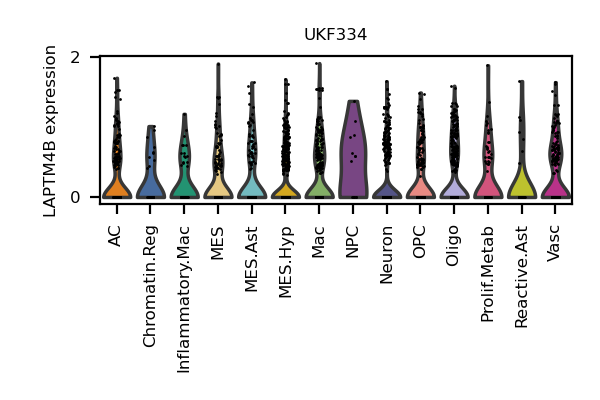 UKF334
LAPTM4B expression
2
0
AC
Chromatin.Reg
Inflammatory.Mac
MES
MES.Ast
MES.Hyp
Mac
NPC
Neuron
OPC
Oligo
Prolif.Metab
Reactive.Ast
Vasc